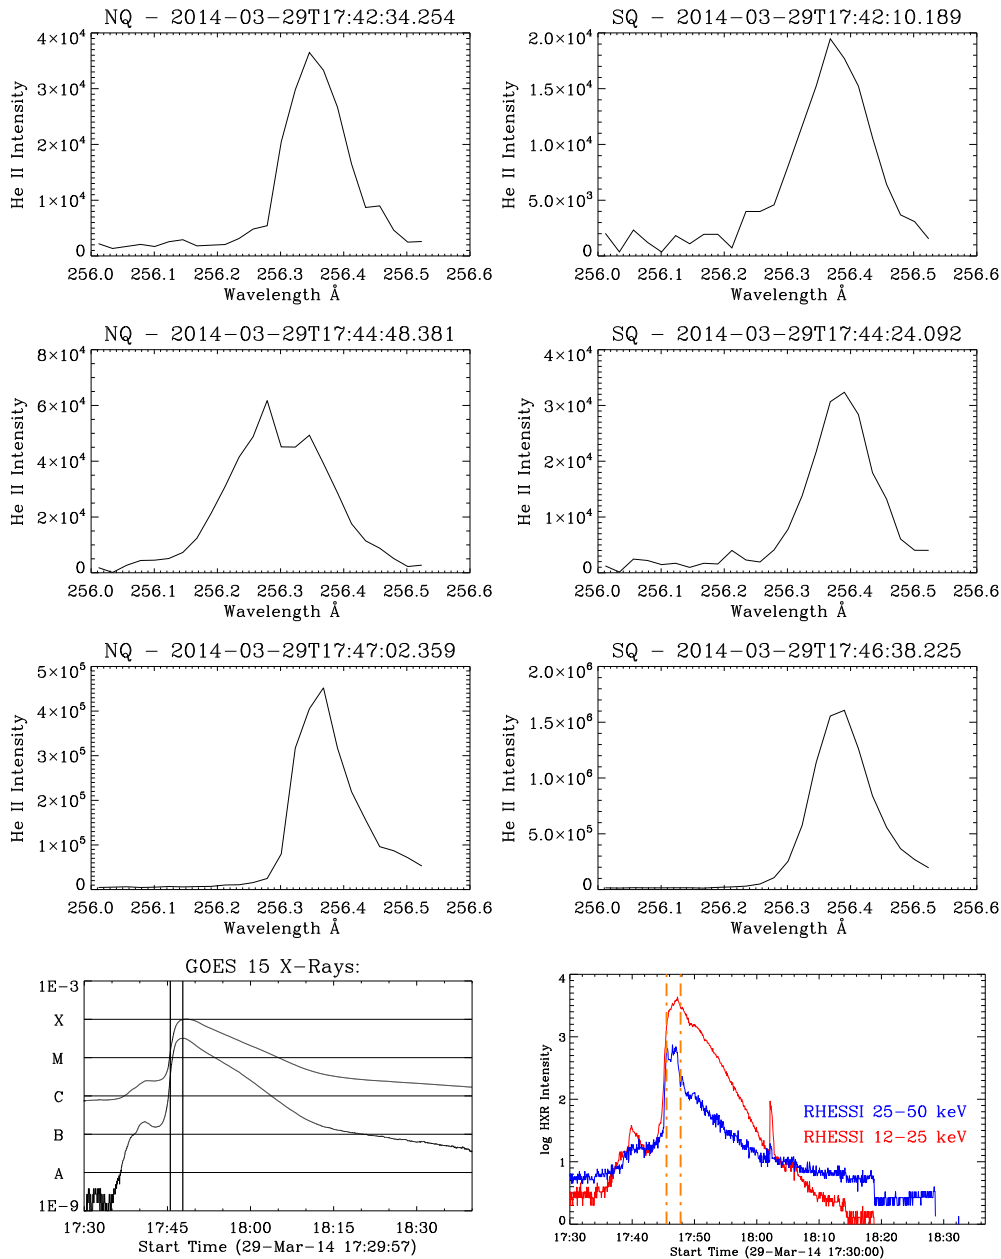 NQ - 2014-03-29T17:42:34.254
4×10⁴
3×10⁴
2×10⁴
1×10⁴
0
He II Intensity
256.0 256.1 256.2 256.3 256.4 256.5 256.6
Wavelength Å
SQ - 2014-03-29T17:42:10.189
2.0×10⁴
1.5×10⁴
1.0×10⁴
5.0×10³
0
He II Intensity
256.0 256.1 256.2 256.3 256.4 256.5 256.6
Wavelength Å
NQ - 2014-03-29T17:44:48.381
8×10⁴
6×10⁴
4×10⁴
2×10⁴
0
He II Intensity
256.0 256.1 256.2 256.3 256.4 256.5 256.6
Wavelength Å
SQ - 2014-03-29T17:44:24.092
4×10⁴
3×10⁴
2×10⁴
1×10⁴
0
He II Intensity
256.0 256.1 256.2 256.3 256.4 256.5 256.6
Wavelength Å
NQ - 2014-03-29T17:47:02.359
5×10⁵
4×10⁵
3×10⁵
2×10⁵
1×10⁵
0
He II Intensity
256.0 256.1 256.2 256.3 256.4 256.5 256.6
Wavelength Å
SQ - 2014-03-29T17:46:38.225
2.0×10⁶
1.5×10⁶
1.0×10⁶
5.0×10⁵
0
He II Intensity
256.0 256.1 256.2 256.3 256.4 256.5 256.6
Wavelength Å
GOES 15 X-Rays:
1E-3
X
M
C
B
A
1E-9
17:30 17:45 18:00 18:15 18:30
Start Time (29-Mar-14 17:29:57)
4
3
2
1
0
log HXR Intensity
RHESSI 25-50 keV
RHESSI 12-25 keV
17:30 17:40 17:50 18:00 18:10 18:20 18:30
Start Time (29-Mar-14 17:30:00)